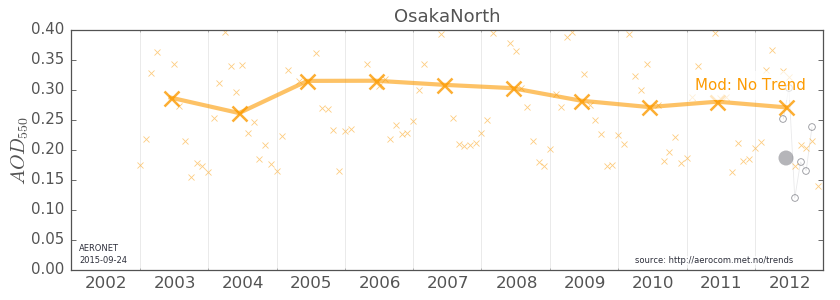 OsakaNorth
0.40
0.35
0.30
0.25
0.20
0.15
0.10
0.05
0.00
AOD550
Mod: No Trend
AERONET
2015-09-24
source: http://aerocom.met.no/trends
2002 2003 2004 2005 2006 2007 2008 2009 2010 2011 2012